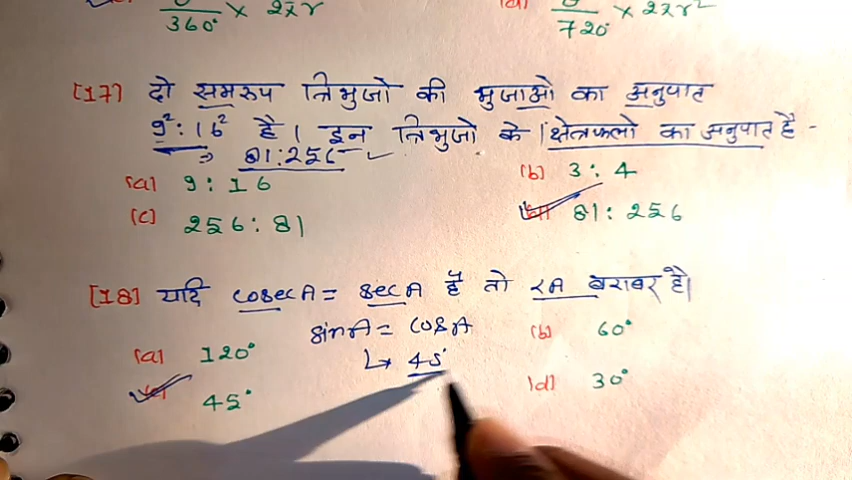 360° × 2πr
720° × 2πr²
[17] दो समरूप त्रिभुजो की भुजाओ का अनुपात
9²:16² है। इन त्रिभुजो के क्षेत्रफलो का अनुपात है -
⇒ 81:256
(a) 9:16 (b) 3:4
(c) 256:81 81:256
[18] यदि cosecA = secA है तो ∠A बराबर है।
sinA = cosA
(a) 120° (b) 60°
↳ 45°
45° (d) 30°